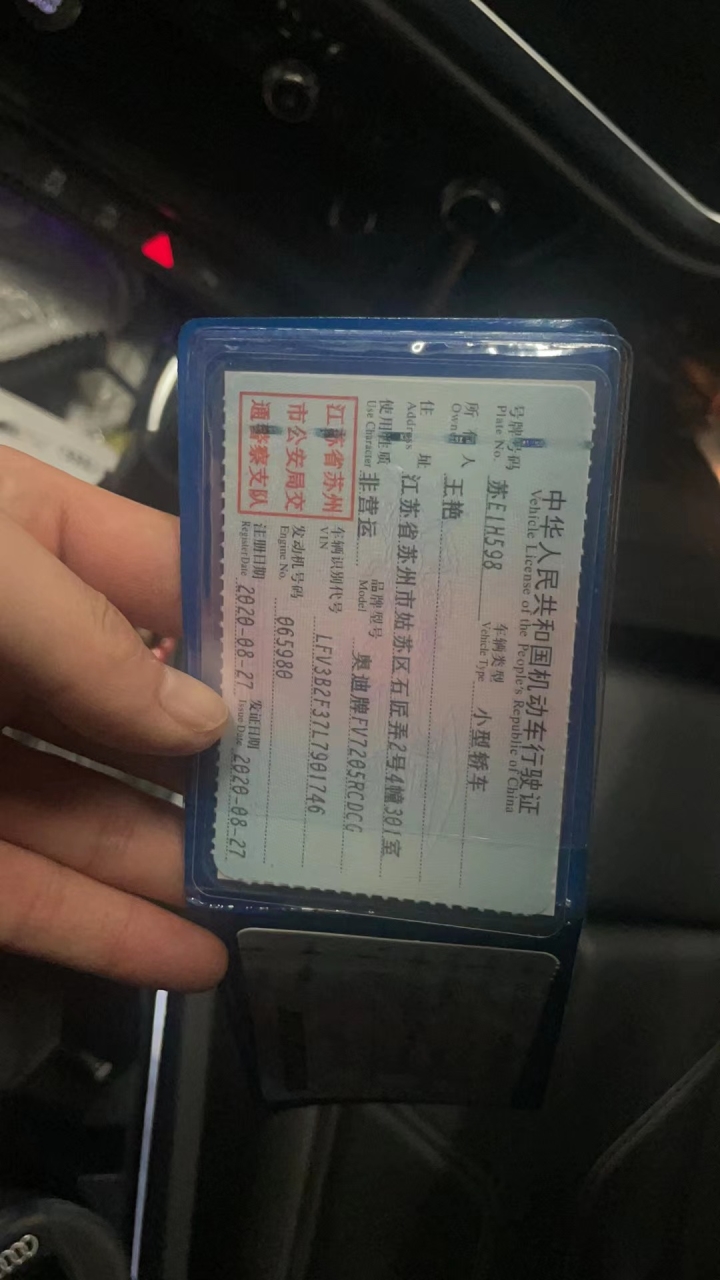 中华人民共和国机动车行驶证
Vehicle License of the People's Republic of China
号牌号码 苏E1H598 车辆类型 小型轿车
Plate No. Vehicle Type
所有人 王艳
Owner
住址 江苏省苏州市姑苏区石匠弄2号4幢301室
Address
使用性质 非营运 品牌型号 奥迪牌FV7205RCDCG
Use Character Model
江苏省苏州
市公安局交
通警察支队
车辆识别代号 LFV3B2F37L7901746
VIN
发动机号码 065980
Engine No.
注册日期 2020-08-27 发证日期 2020-08-27
Register Date Issue Date